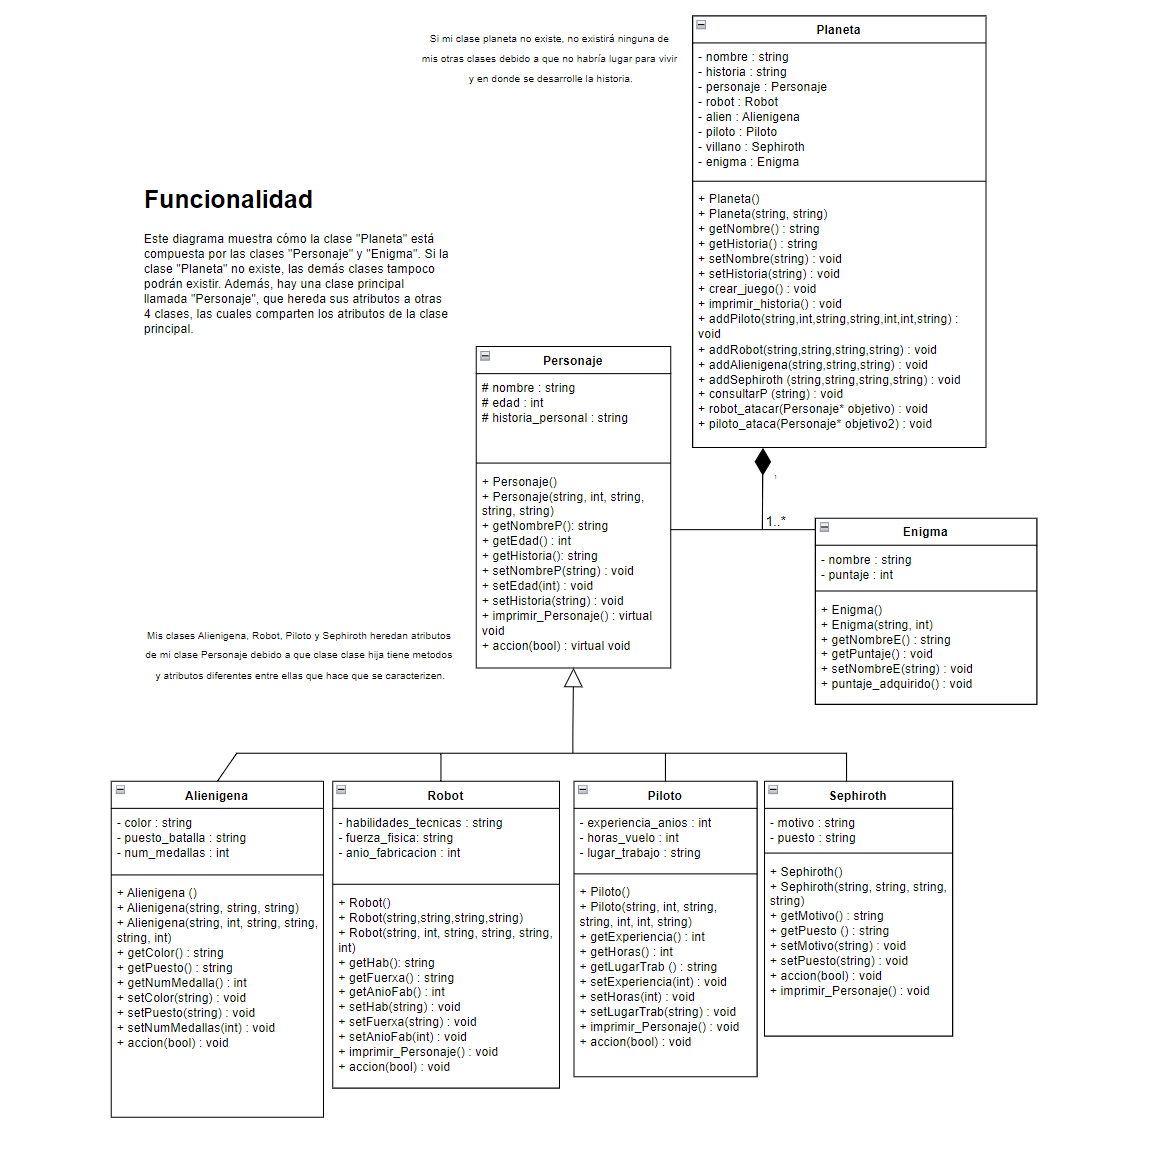 Si mi clase planeta no existe, no existirá ninguna de
mis otras clases debido a que no habría lugar para vivir
y en donde se desarrolle la historia.
Planeta
- nombre : string
- historia : string
- personaje : Personaje
- robot : Robot
- alien : Alienigena
- piloto : Piloto
- villano : Sephiroth
- enigma : Enigma
+ Planeta()
+ Planeta(string, string)
+ getNombre() : string
+ getHistoria() : string
+ setNombre(string) : void
+ setHistoria(string) : void
+ crear_juego() : void
+ imprimir_historia() : void
+ addPiloto(string,int,string,string,int,int,string) :
void
+ addRobot(string,string,string,string) : void
+ addAlienigena(string,string,string) : void
+ addSephiroth (string,string,string,string) : void
+ consultarP (string) : void
+ robot_atacar(Personaje* objetivo) : void
+ piloto_ataca(Personaje* objetivo2) : void
Funcionalidad
Este diagrama muestra cómo la clase "Planeta" está
compuesta por las clases "Personaje" y "Enigma". Si la
clase "Planeta" no existe, las demás clases tampoco
podrán existir. Además, hay una clase principal
llamada "Personaje", que hereda sus atributos a otras
4 clases, las cuales comparten los atributos de la clase
principal.
Personaje
# nombre : string
# edad : int
# historia_personal : string
+ Personaje()
+ Personaje(string, int, string,
string, string)
+ getNombreP(): string
+ getEdad() : int
+ getHistoria(): string
+ setNombreP(string) : void
+ setEdad(int) : void
+ setHistoria(string) : void
+ imprimir_Personaje() : virtual
void
+ accion(bool) : virtual void
1
1..*
Enigma
- nombre : string
- puntaje : int
+ Enigma()
+ Enigma(string, int)
+ getNombreE() : string
+ getPuntaje() : void
+ setNombreE(string) : void
+ puntaje_adquirido() : void
Mis clases Alienigena, Robot, Piloto y Sephiroth heredan atributos
de mi clase Personaje debido a que clase clase hija tiene metodos
y atributos diferentes entre ellas que hace que se caracterizen.
Alienigena
- color : string
- puesto_batalla : string
- num_medallas : int
+ Alienigena ()
+ Alienigena(string, string, string)
+ Alienigena(string, int, string, string,
string, int)
+ getColor() : string
+ getPuesto() : string
+ getNumMedalla() : int
+ setColor(string) : void
+ setPuesto(string) : void
+ setNumMedallas(int) : void
+ accion(bool) : void
Robot
- habilidades_tecnicas : string
- fuerza_fisica: string
- anio_fabricacion : int
+ Robot()
+ Robot(string,string,string,string)
+ Robot(string, int, string, string, string,
int)
+ getHab(): string
+ getFuerxa() : string
+ getAnioFab() : int
+ setHab(string) : void
+ setFuerxa(string) : void
+ setAnioFab(int) : void
+ imprimir_Personaje() : void
+ accion(bool) : void
Piloto
- experiencia_anios : int
- horas_vuelo : int
- lugar_trabajo : string
+ Piloto()
+ Piloto(string, int, string,
string, int, int, string)
+ getExperiencia() : int
+ getHoras() : int
+ getLugarTrab () : string
+ setExperiencia(int) : void
+ setHoras(int) : void
+ setLugarTrab(string) : void
+ imprimir_Personaje() : void
+ accion(bool) : void
Sephiroth
- motivo : string
- puesto : string
+ Sephiroth()
+ Sephiroth(string, string, string,
string)
+ getMotivo() : string
+ getPuesto () : string
+ setMotivo(string) : void
+ setPuesto(string) : void
+ accion(bool) : void
+ imprimir_Personaje() : void